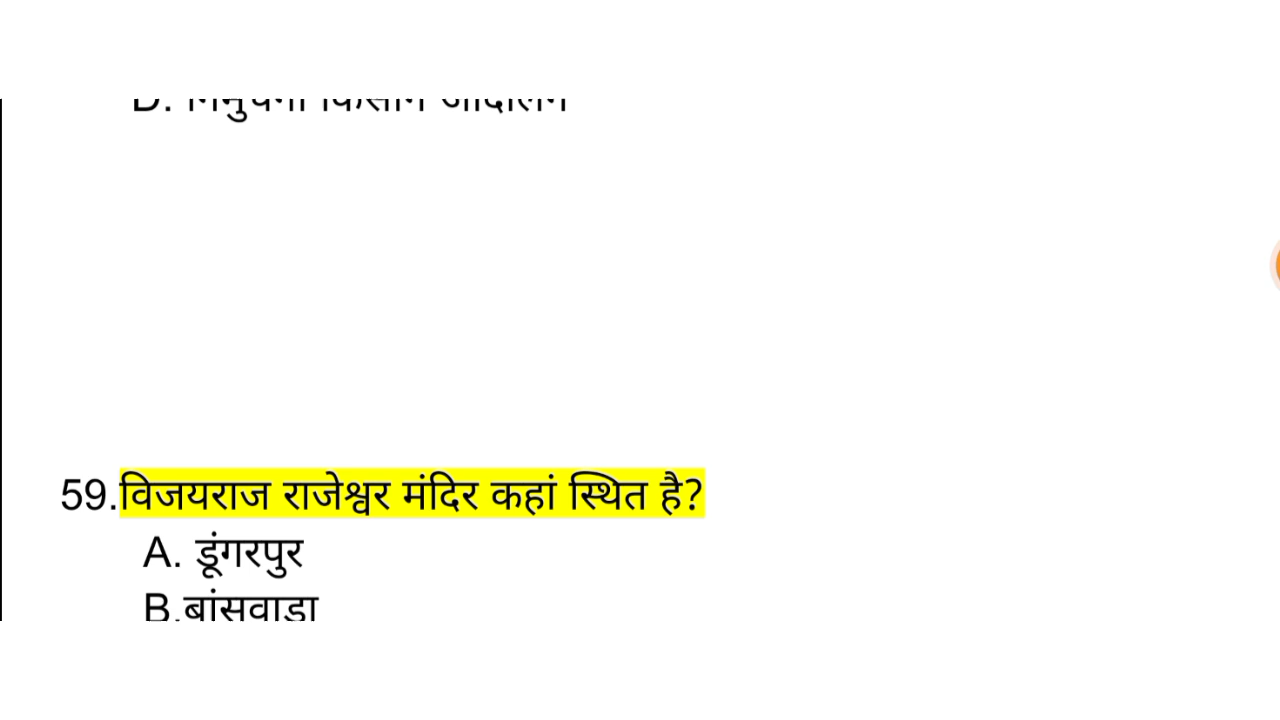 D. किसान
59.विजयराज राजेश्वर मंदिर कहां स्थित है?
A. डूंगरपुर
B.बांसवाड़ा